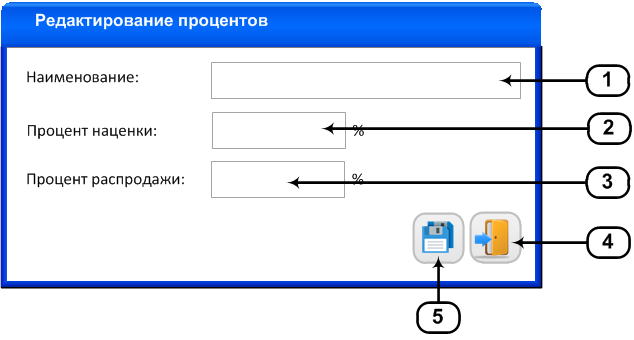 Редактирование процентов
Наименование:
1
Процент наценки:
%
2
Процент распродажи:
%
3
4
5